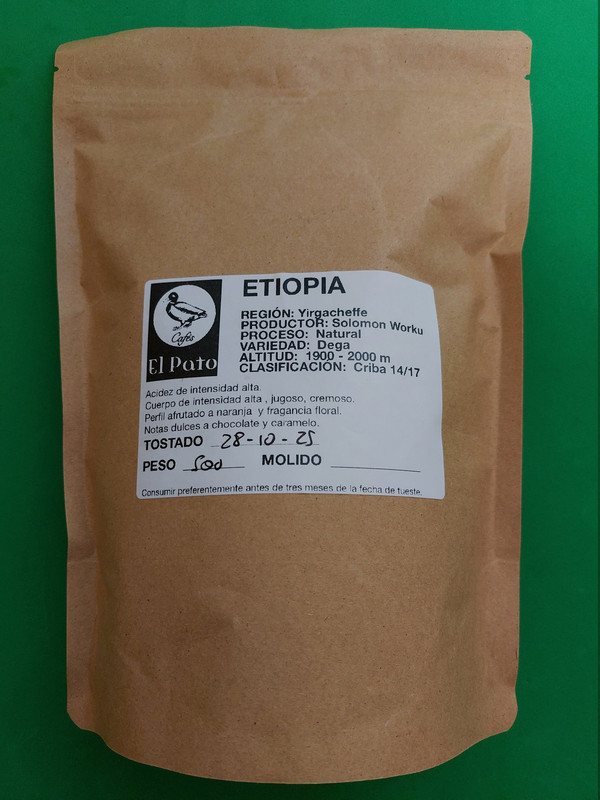 ETIOPIA
REGIÓN: Yirgacheffe
PRODUCTOR: Solomon Worku
PROCESO: Natural
VARIEDAD: Dega
ALTITUD: 1900 - 2000 m
CLASIFICACIÓN: Criba 14/17
Cafés
El Pato
Acidez de intensidad alta.
Cuerpo de intensidad alta , jugoso, cremoso.
Perfil afrutado a naranja y fragancia floral.
Notas dulces a chocolate y caramelo.
TOSTADO 28-10-25
PESO 500 MOLIDO
Consumir preferentemente antes de tres meses de la fecha de tueste.